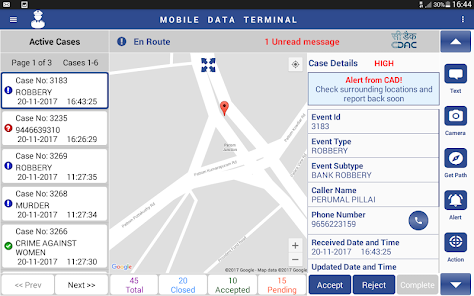 16:44
MOBILE DATA TERMINAL
Active Cases
En Route
1 Unread message
सी डैक
CDAC
Page 1 of 3 Cases 1-6
Case No: 3183
ROBBERY
20-11-2017 16:43:25
Case No: 3235
9446639310
20-11-2017 16:26:29
Case No: 3269
ROBBERY
20-11-2017 11:27:35
Case No: 3268
MURDER
20-11-2017 11:27:34
Case No: 3266
CRIME AGAINST
WOMEN
20-11-2017 11:27:30
<< Prev Next >>
Google
©2017 Google - Map data ©2017 Google
45
Total
20
Closed
10
Accepted
15
Pending
Case Details HIGH
Alert from CAD!
Check surrounding locations and
report back soon
Event Id
3183
Event Type
ROBBERY
Event Subtype
BANK ROBBERY
Caller Name
PERUMAL PILLAI
Phone Number
9656223159
Received Date and Time
20-11-2017 16:43:25
Updated Date and Time
Accept Reject Complete
Text
Camera
Get Path
Alert
Action